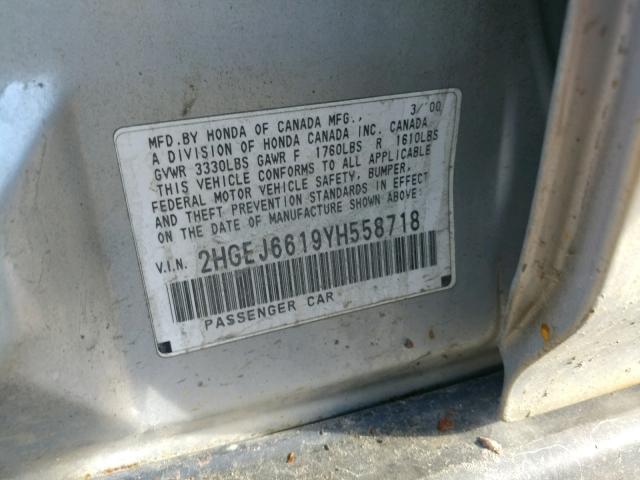 3/'00
MFD.BY HONDA OF CANADA MFG.,
A DIVISION OF HONDA CANADA INC. CANADA
GVWR 3330LBS GAWR F 1760LBS R 1610LBS
THIS VEHICLE CONFORMS TO ALL APPLICABLE
FEDERAL MOTOR VEHICLE SAFETY, BUMPER,
AND THEFT PREVENTION STANDARDS IN EFFECT
ON THE DATE OF MANUFACTURE SHOWN ABOVE.
V.I.N. 2HGEJ6619YH558718
PASSENGER CAR